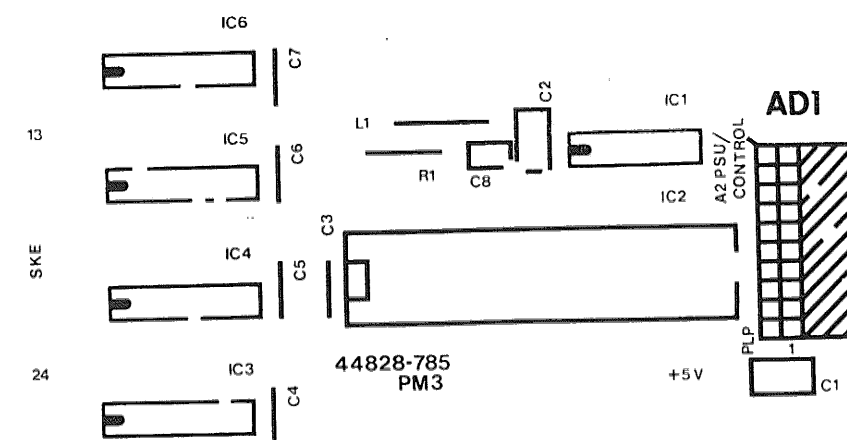 IC6
C7
13
IC5
C6
SKE
IC4
C5
24
IC3
C4
L1
R1
C8
C2
IC1
AD1
A2 PSU/
CONTROL
IC2
C3
44828-785
PM3
+5V
PLP
1
C1